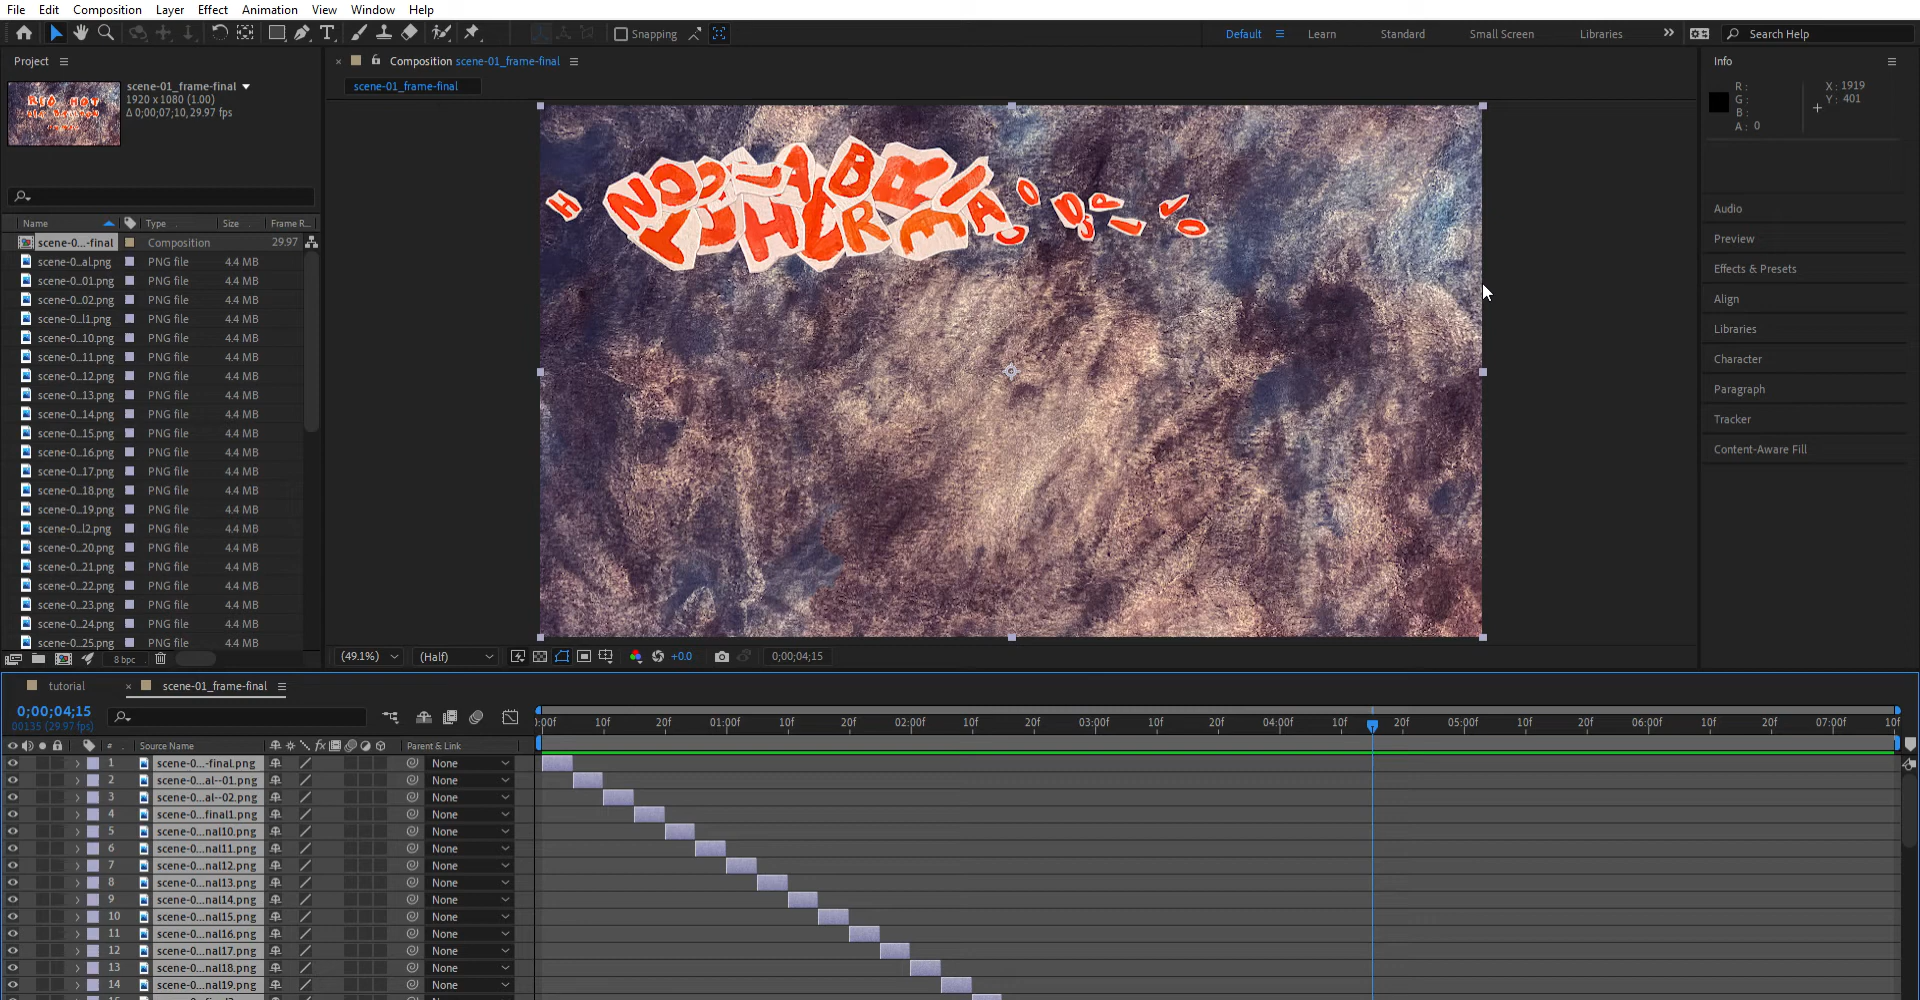 File Edit Composition Layer Effect Animation View Window Help
Snapping
Default Learn Standard Small Screen Libraries Search Help
Project
scene-01_frame-final
1920 x 1080 (1.00)
Δ 0;00;07;10, 29.97 fps
Name Type Size Frame R...
scene-0...-final Composition 29.97
scene-0...al.png PNG file 4.4 MB
scene-0...01.png PNG file 4.4 MB
scene-0...02.png PNG file 4.4 MB
scene-0...l1.png PNG file 4.4 MB
scene-0...10.png PNG file 4.4 MB
scene-0...11.png PNG file 4.4 MB
scene-0...12.png PNG file 4.4 MB
scene-0...13.png PNG file 4.4 MB
scene-0...14.png PNG file 4.4 MB
scene-0...15.png PNG file 4.4 MB
scene-0...16.png PNG file 4.4 MB
scene-0...17.png PNG file 4.4 MB
scene-0...18.png PNG file 4.4 MB
scene-0...19.png PNG file 4.4 MB
scene-0...l2.png PNG file 4.4 MB
scene-0...20.png PNG file 4.4 MB
scene-0...21.png PNG file 4.4 MB
scene-0...22.png PNG file 4.4 MB
scene-0...23.png PNG file 4.4 MB
scene-0...24.png PNG file 4.4 MB
scene-0...25.png PNG file 4.4 MB
8 bpc
Composition scene-01_frame-final
scene-01_frame-final
(49.1%) (Half) +0.0 0;00;04;15
Info
R :
G :
B :
A : 0
X : 1919
Y : 401
Audio
Preview
Effects & Presets
Align
Libraries
Character
Paragraph
Tracker
Content-Aware Fill
tutorial scene-01_frame-final
0;00;04;15
00135 (29.97 fps)
# Source Name fx Parent & Link
:00f 10f 20f 01:00f 10f 20f 02:00f 10f 20f 03:00f 10f 20f 04:00f 10f 20f 05:00f 10f 20f 06:00f 10f 20f 07:00f 10f
1 scene-0...-final.png None
2 scene-0...al--01.png None
3 scene-0...al--02.png None
4 scene-0...final1.png None
5 scene-0...nal10.png None
6 scene-0...nal11.png None
7 scene-0...nal12.png None
8 scene-0...nal13.png None
9 scene-0...nal14.png None
10 scene-0...nal15.png None
11 scene-0...nal16.png None
12 scene-0...nal17.png None
13 scene-0...nal18.png None
14 scene-0...nal19.png None